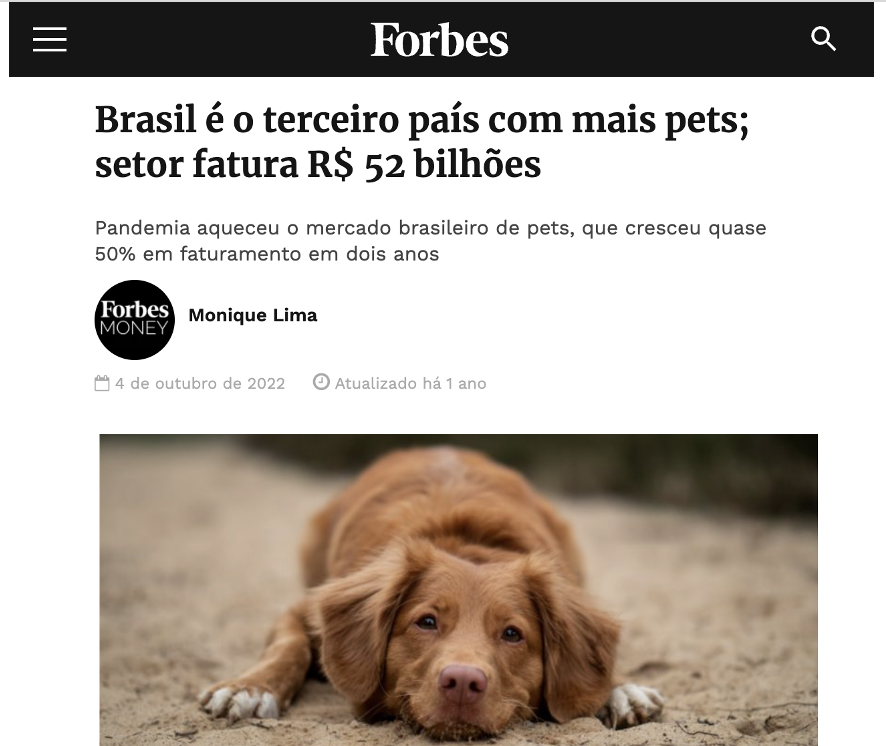 Forbes
Brasil é o terceiro país com mais pets;
setor fatura R$ 52 bilhões
Pandemia aqueceu o mercado brasileiro de pets, que cresceu quase
50% em faturamento em dois anos
Forbes
MONEY
Monique Lima
4 de outubro de 2022
Atualizado há 1 ano